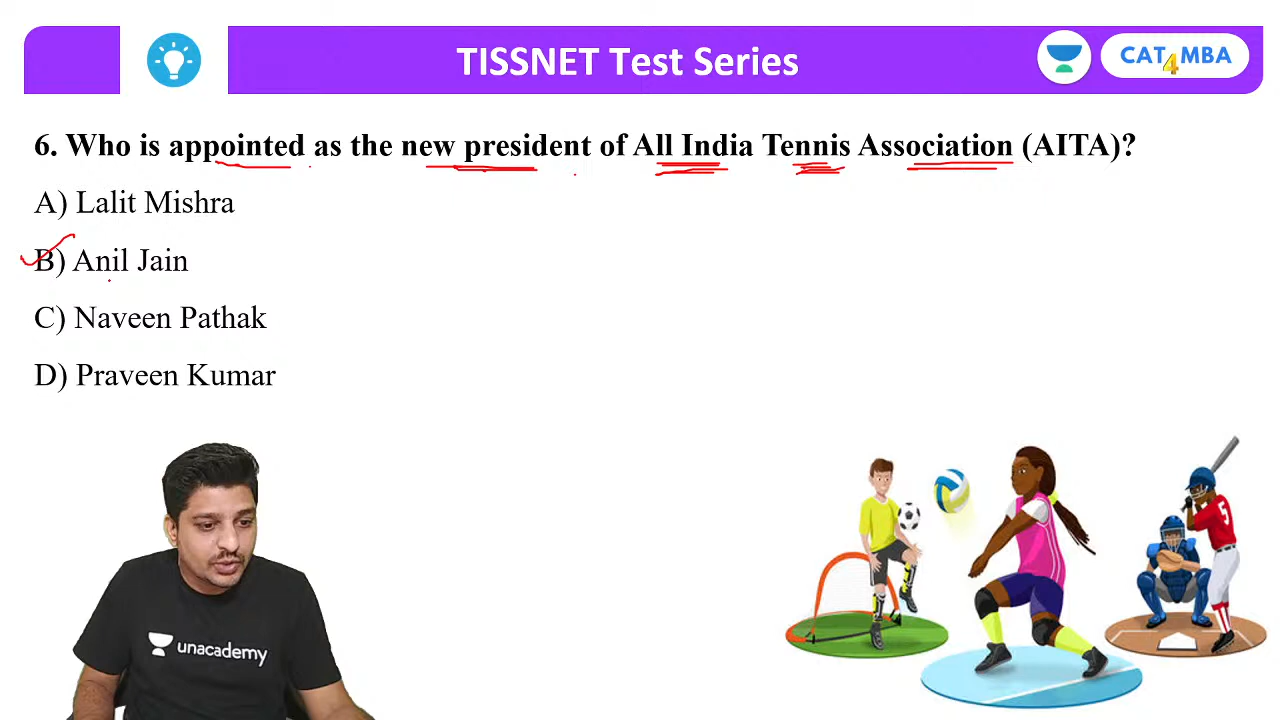 TISSNET Test Series
CAT4MBA
6. Who is appointed as the new president of All India Tennis Association (AITA)?
A) Lalit Mishra
B) Anil Jain
C) Naveen Pathak
D) Praveen Kumar
5
unacademy